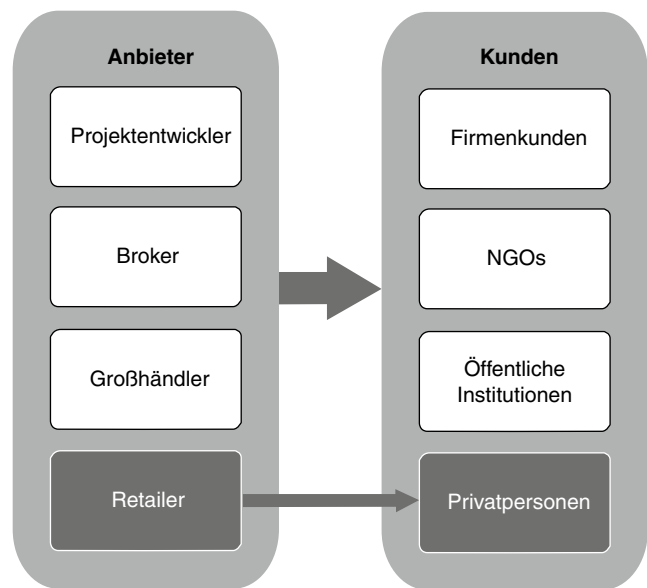 Anbieter
Projektentwickler
Broker
Großhändler
Retailer
Kunden
Firmenkunden
NGOs
Öffentliche
Institutionen
Privatpersonen